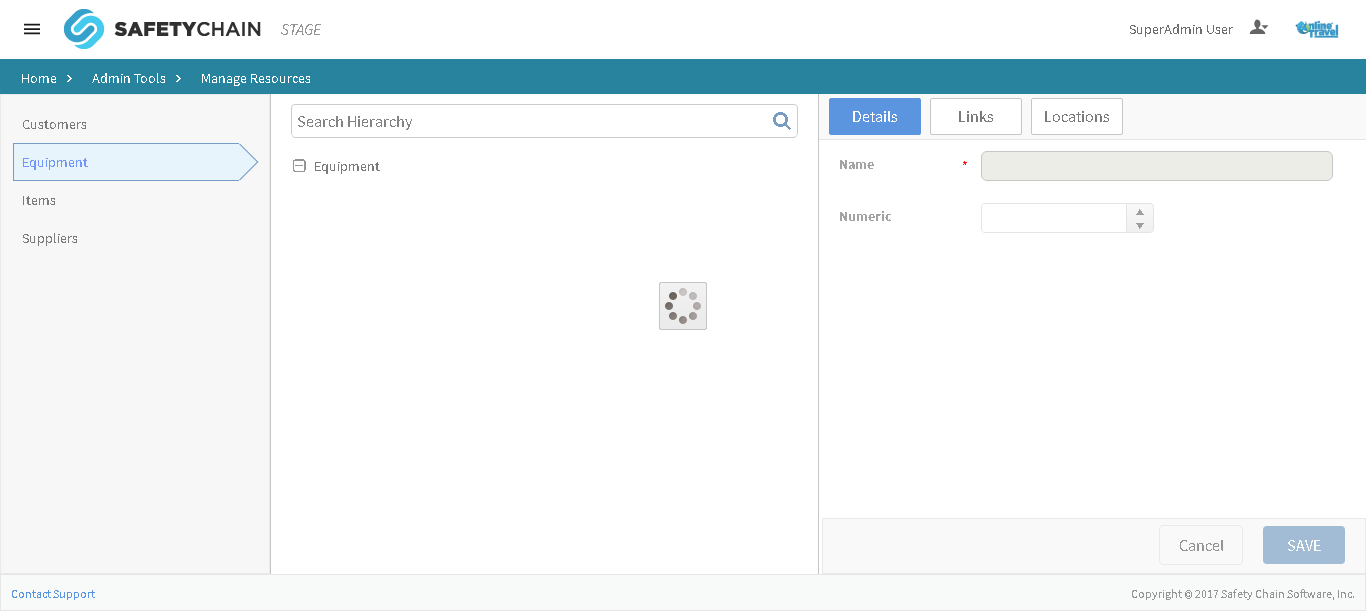 SAFETYCHAIN STAGE
SuperAdmin User
Online Travel
Home > Admin Tools > Manage Resources
Customers
Equipment
Items
Suppliers
Search Hierarchy
Equipment
Details Links Locations
Name *
Numeric
Cancel SAVE
Contact Support
Copyright © 2017 Safety Chain Software, Inc.